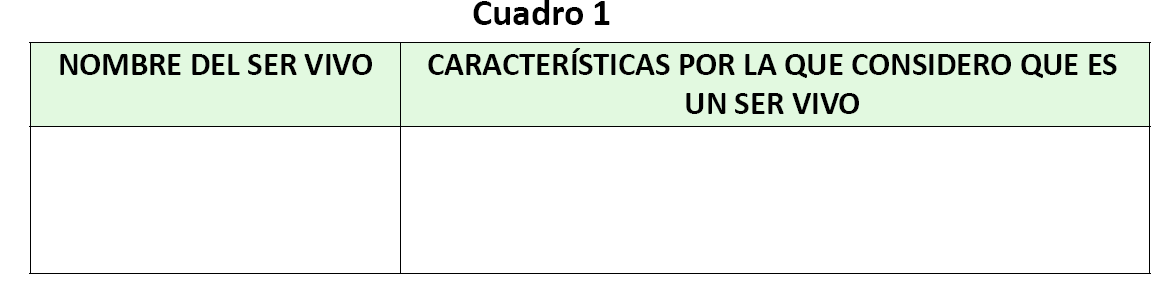 Cuadro 1
NOMBRE DEL SER VIVO
CARACTERÍSTICAS POR LA QUE CONSIDERO QUE ES
UN SER VIVO